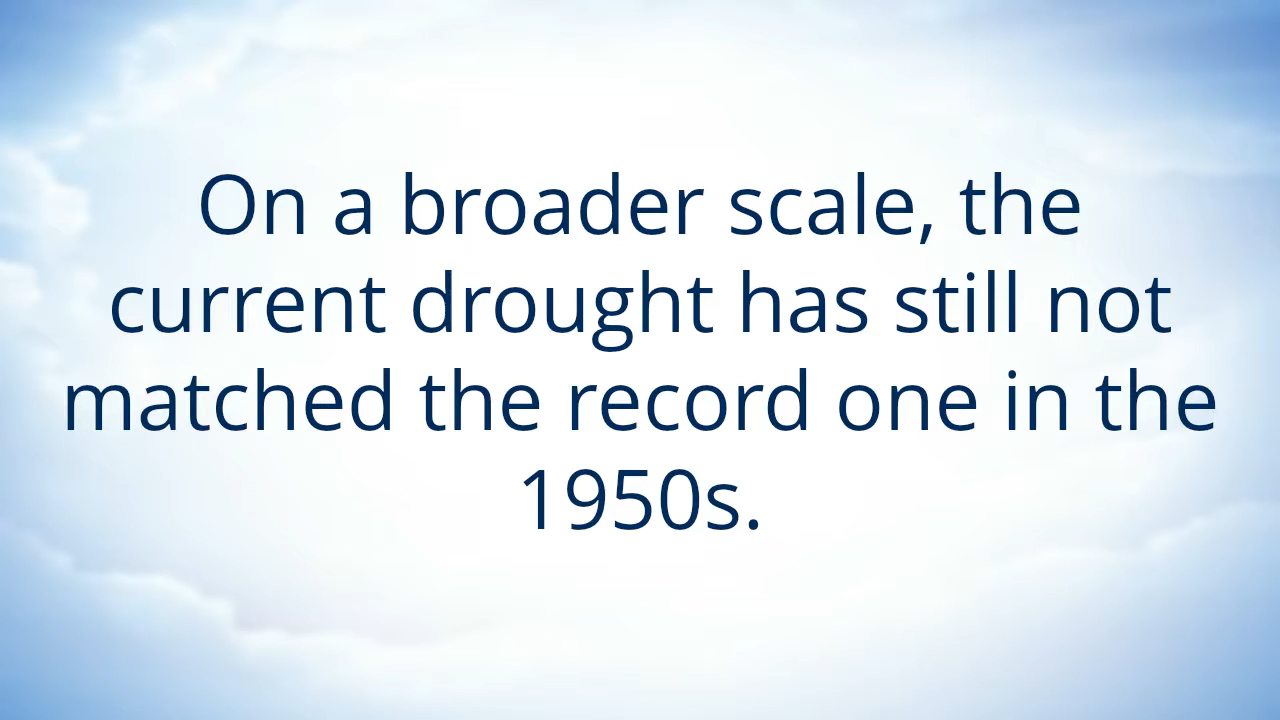 On a broader scale, the
current drought has still not
matched the record one in the
1950s.